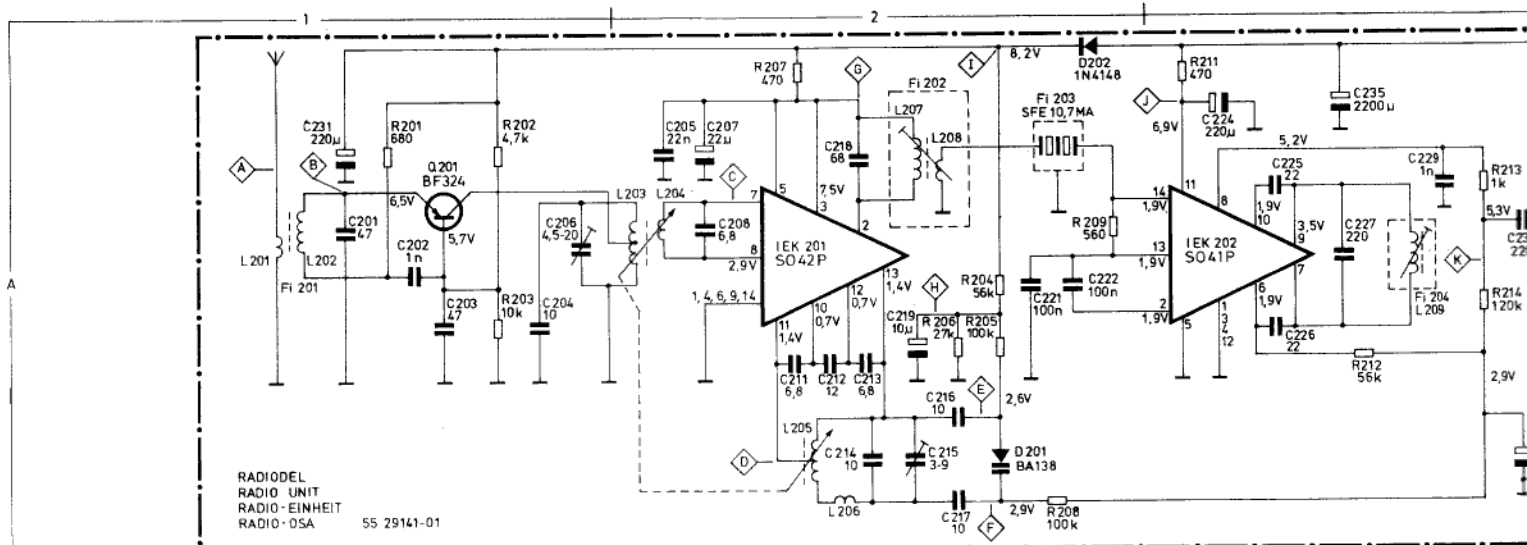 1
2
A
8,2V
I
D202
1N4148
R207
470
G
Fi 202
L207
L208
R211
470
J
6,9V
C224
220µ
C235
2200µ
Fi 203
SFE 10,7MA
5,2V
C231
220µ
R201
680
R202
4,7k
C205
22n
C207
22µ
C218
68
A
B
Q201
BF324
6,5V
5,7V
C201
47
C202
1n
L201
L202
Fi 201
C203
47
R203
10k
C204
10
C206
4,5-20
L203
L204
C
C208
6,8
7
8
2,9V
5
7,5V
3
2
IEK 201
SO42P
1, 4, 6, 9, 14
11
1,4V
10
0,7V
12
0,7V
13
1,4V
C211
6,8
C212
12
C213
6,8
C219
10µ
H
R206
27k
R204
56k
R205
100k
R209
560
C221
100n
C222
100n
14
1,9V
13
1,9V
2
1,9V
11
8
IEK 202
SO41P
5
1
3
4
12
1,9V
10
3,5V
9
7
6
1,9V
C225
22
C226
22
C227
220
Fi 204
L209
C229
1n
R213
1k
5,3V
K
R214
120k
R212
56k
2,9V
L205
D
C214
10
C215
3-9
C216
10
E
2,6V
D201
BA138
C217
10
L206
F
2,9V
R208
100k
RADIODEL
RADIO UNIT
RADIO-EINHEIT
RADIO-OSA 55 29141-01